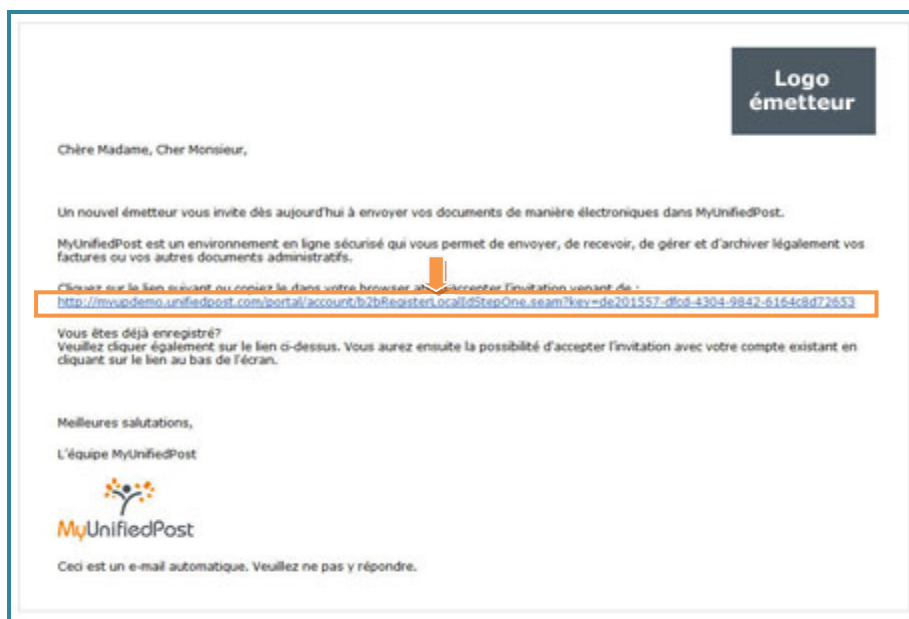 Logo
émetteur
Chère Madame, Cher Monsieur,
Un nouvel émetteur vous invite dès aujourd'hui à envoyer vos documents de manière électroniques dans MyUnifiedPost.
MyUnifiedPost est un environnement en ligne sécurisé qui vous permet de envoyer, de recevoir, de gérer et d'archiver légalement vos
factures ou vos autres documents administratifs.
Cliquez sur le lien suivant ou copiez le dans votre browser afin d'accepter l'invitation venant de :
http://myupdemo.unifiedpost.com/portal/account/b2bRegisterLocalIdStepOne.seam?key=de201557-dfcd-4304-9842-6164c8d72653
Vous êtes déjà enregistré?
Veuillez cliquer également sur le lien ci-dessus. Vous aurez ensuite la possibilité d'accepter l'invitation avec votre compte existant en
cliquant sur le lien au bas de l'écran.
Meilleures salutations,
L'équipe MyUnifiedPost
MyUnifiedPost
Ceci est un e-mail automatique. Veuillez ne pas y répondre.